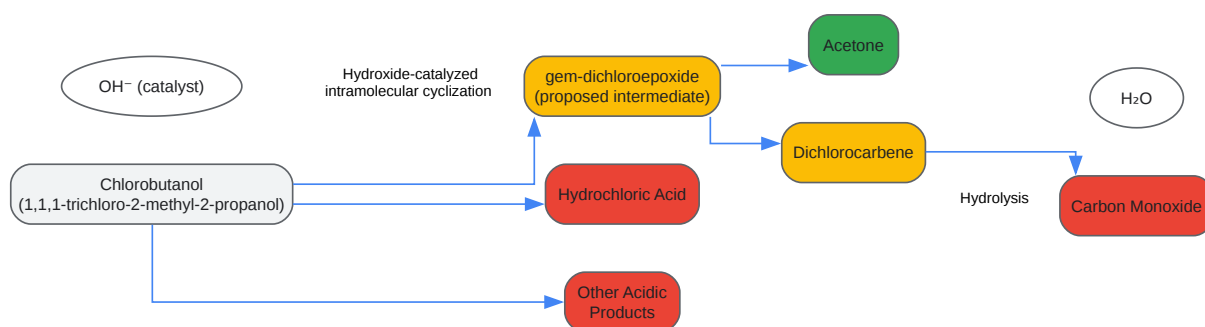 Acetone
OH⁻ (catalyst)
Hydroxide-catalyzed
intramolecular cyclization
gem-dichloroepoxide
(proposed intermediate)
H₂O
Dichlorocarbene
Chlorobutanol
(1,1,1-trichloro-2-methyl-2-propanol)
Hydrochloric Acid
Hydrolysis
Carbon Monoxide
Other Acidic
Products